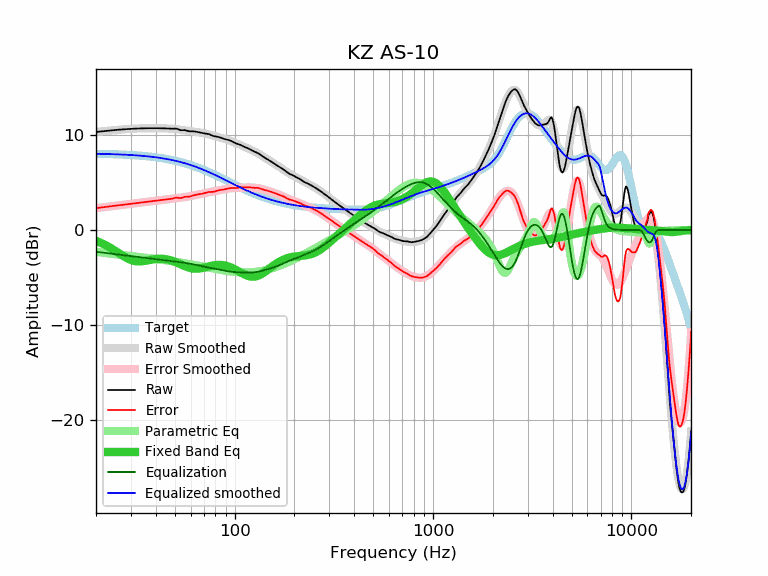 KZ AS-10
Amplitude (dBr)
10
0
−10
−20
Target
Raw Smoothed
Error Smoothed
Raw
Error
Parametric Eq
Fixed Band Eq
Equalization
Equalized smoothed
100 1000 10000
Frequency (Hz)